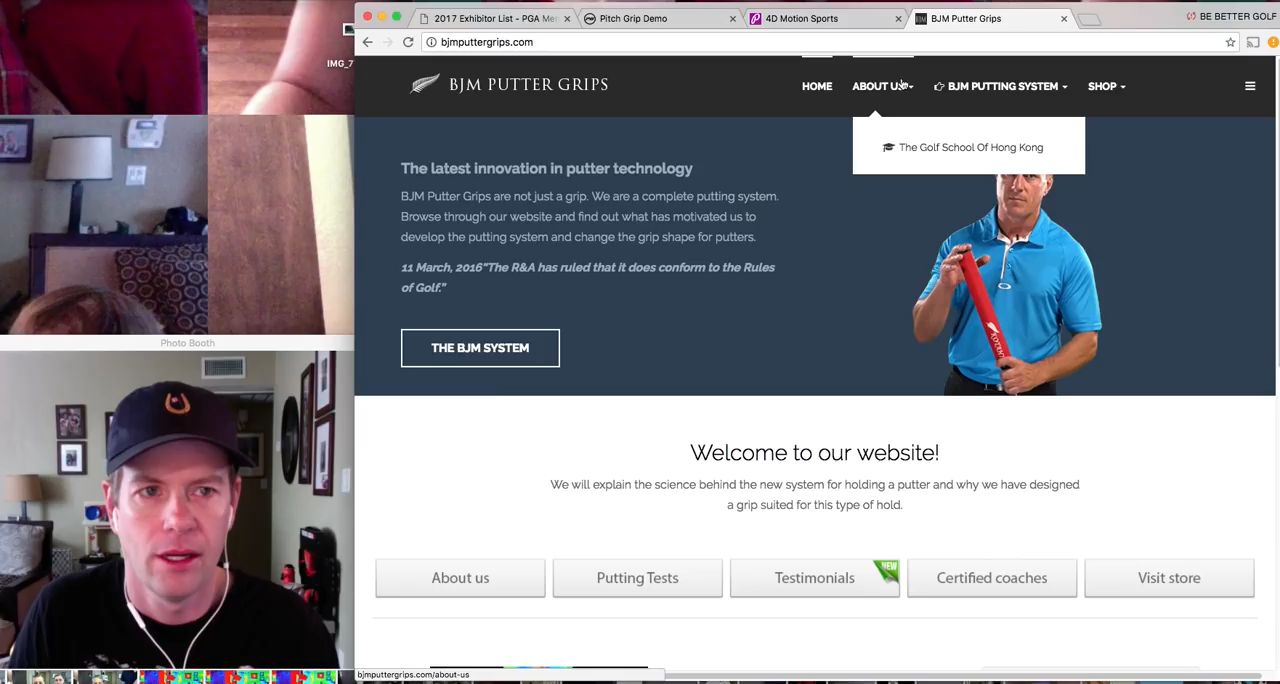 2017 Exhibitor List - PGA Mer
Pitch Grip Demo
4D Motion Sports
BJM Putter Grips
BE BETTER GOLF
bjmputtergrips.com
IMG_7
BJM PUTTER GRIPS
HOME
ABOUT US
BJM PUTTING SYSTEM
SHOP
The Golf School Of Hong Kong
The latest innovation in putter technology
BJM Putter Grips are not just a grip. We are a complete putting system.
Browse through our website and find out what has motivated us to
develop the putting system and change the grip shape for putters.
11 March, 2016"The R&A has ruled that it does conform to the Rules
of Golf."
THE BJM SYSTEM
Photo Booth
Welcome to our website!
We will explain the science behind the new system for holding a putter and why we have designed
a grip suited for this type of hold.
About us
Putting Tests
Testimonials
NEW
Certified coaches
Visit store
bjmputtergrips.com/about-us